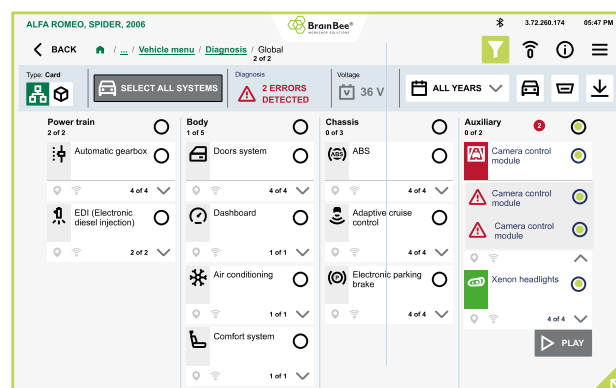 ALFA ROMEO, SPIDER, 2006
BrainBee®
WORKSHOP SOLUTIONS
3.72.260.174 05:47 PM
BACK / ... / Vehicle menu / Diagnosis / Global
2 of 2
Type: Card
SELECT ALL SYSTEMS
Diagnosis
2 ERRORS
DETECTED
Voltage
36 V
ALL YEARS
Power train
2 of 2
Automatic gearbox
4 of 4
EDI (Electronic
diesel injection)
2 of 2
Body
1 of 5
Doors system
4 of 4
Dashboard
1 of 1
Air conditioning
1 of 1
Comfort system
1 of 1
Chassis
0 of 3
(ABS) ABS
4 of 4
Adaptive cruise
control
4 of 4
(P) Electronic parking
brake
4 of 4
Auxiliary
0 of 2
2
Camera control
module
Camera control
module
Camera control
module
Xenon headlights
4 of 4
PLAY